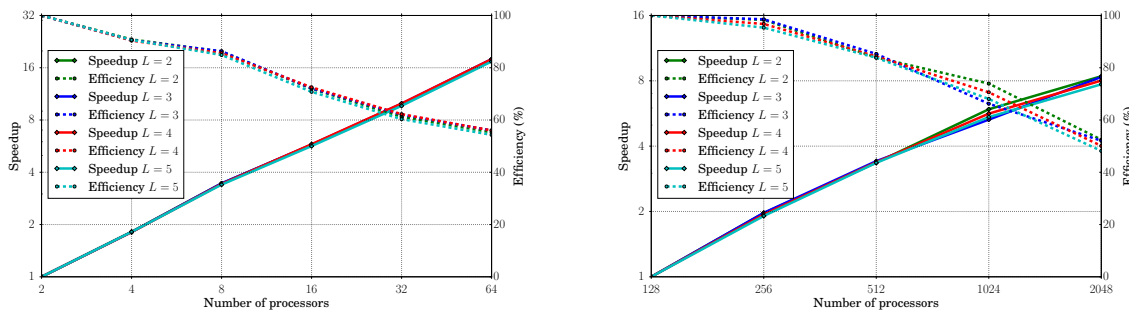 32
16
8
4
2
1
Speedup
100
80
60
40
20
0
Efficiency (%)
Speedup L = 2
Efficiency L = 2
Speedup L = 3
Efficiency L = 3
Speedup L = 4
Efficiency L = 4
Speedup L = 5
Efficiency L = 5
2 4 8 16 32 64
Number of processors
16
8
4
2
1
Speedup
100
80
60
40
20
0
Efficiency (%)
Speedup L = 2
Efficiency L = 2
Speedup L = 3
Efficiency L = 3
Speedup L = 4
Efficiency L = 4
Speedup L = 5
Efficiency L = 5
128 256 512 1024 2048
Number of processors